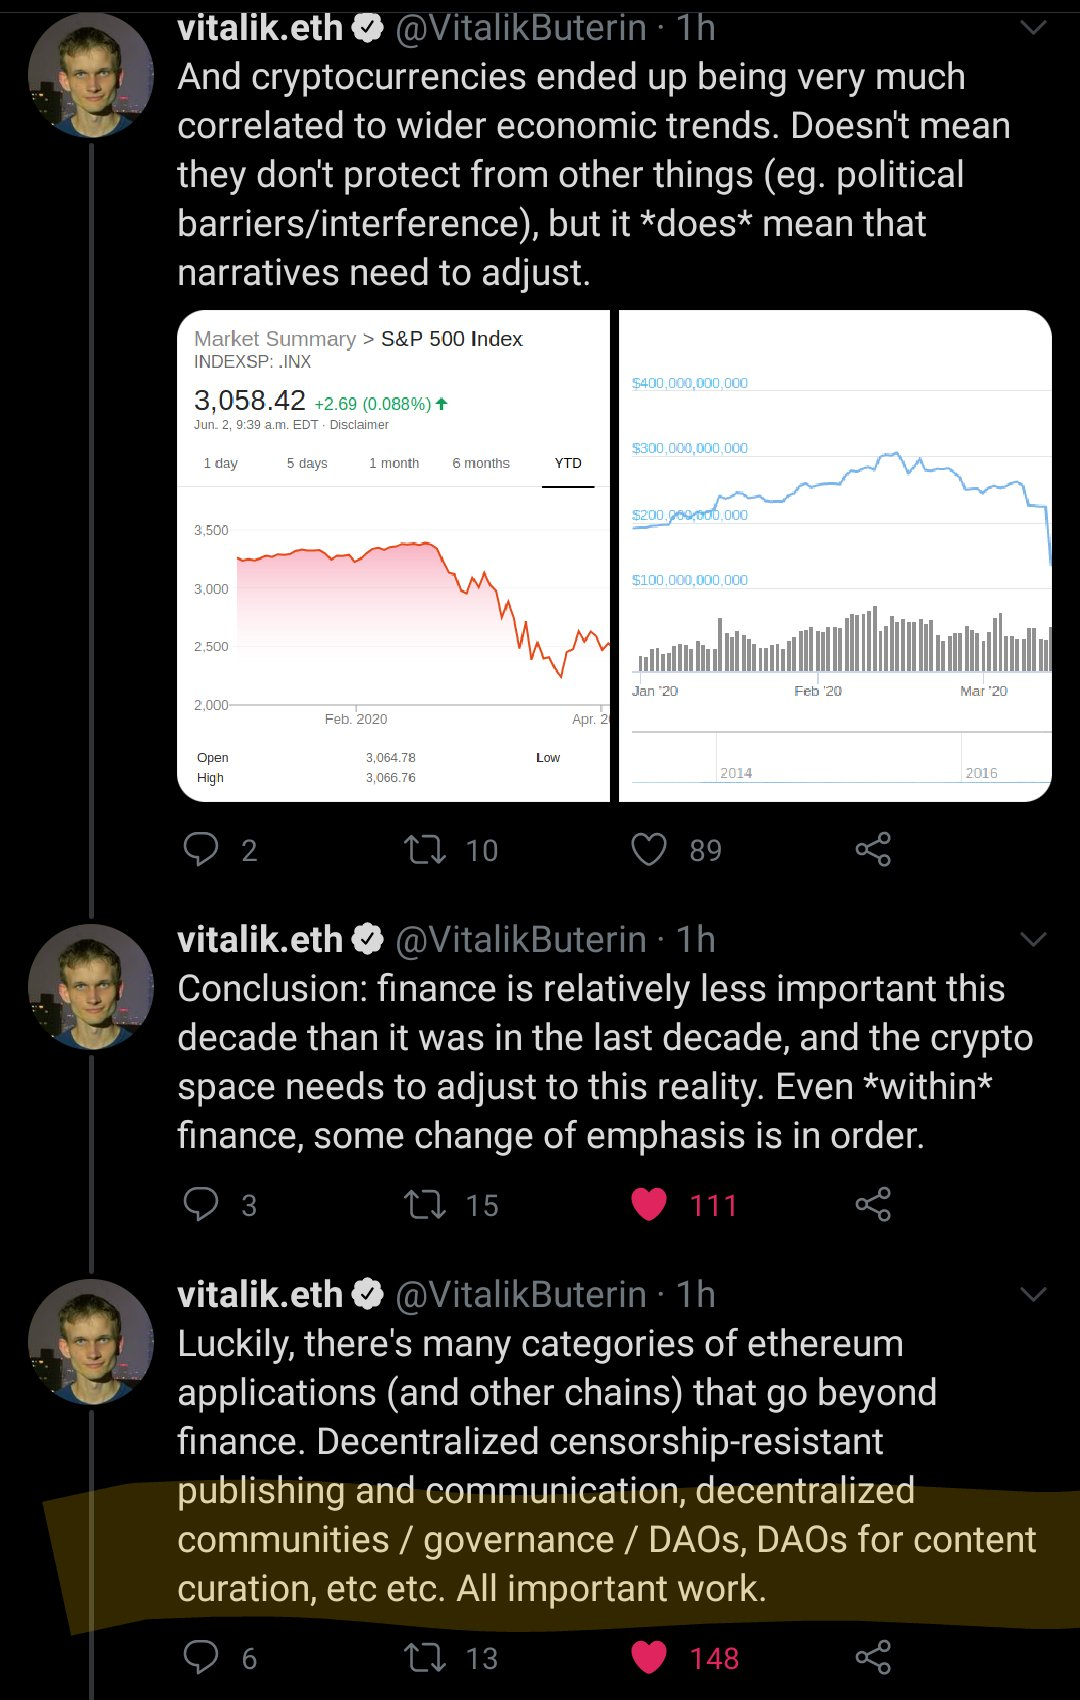 vitalik.eth @VitalikButerin · 1h
And cryptocurrencies ended up being very much
correlated to wider economic trends. Doesn't mean
they don't protect from other things (eg. political
barriers/interference), but it *does* mean that
narratives need to adjust.
Market Summary > S&P 500 Index
INDEXSP: .INX
3,058.42 +2.69 (0.088%)
Jun. 2, 9:39 a.m. EDT · Disclaimer
1 day 5 days 1 month 6 months YTD
3,500
3,000
2,500
2,000
Feb. 2020 Apr. 2
Open 3,064.78 Low
High 3,066.76
$400,000,000,000
$300,000,000,000
$200,000,000,000
$100,000,000,000
Jan '20 Feb '20 Mar '20
2014 2016
2 10 89
vitalik.eth @VitalikButerin · 1h
Conclusion: finance is relatively less important this
decade than it was in the last decade, and the crypto
space needs to adjust to this reality. Even *within*
finance, some change of emphasis is in order.
3 15 111
vitalik.eth @VitalikButerin · 1h
Luckily, there's many categories of ethereum
applications (and other chains) that go beyond
finance. Decentralized censorship-resistant
publishing and communication, decentralized
communities / governance / DAOs, DAOs for content
curation, etc etc. All important work.
6 13 148